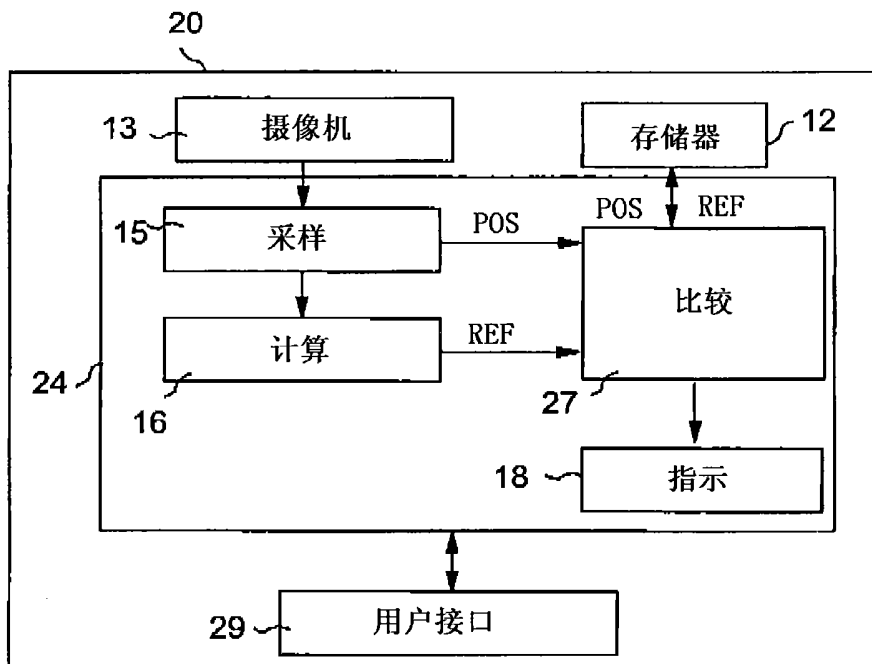 20
13
摄像机
存储器
12
15
采样
POS
POS
REF
比较
计算
REF
24
16
27
18
指示
29
用户接口